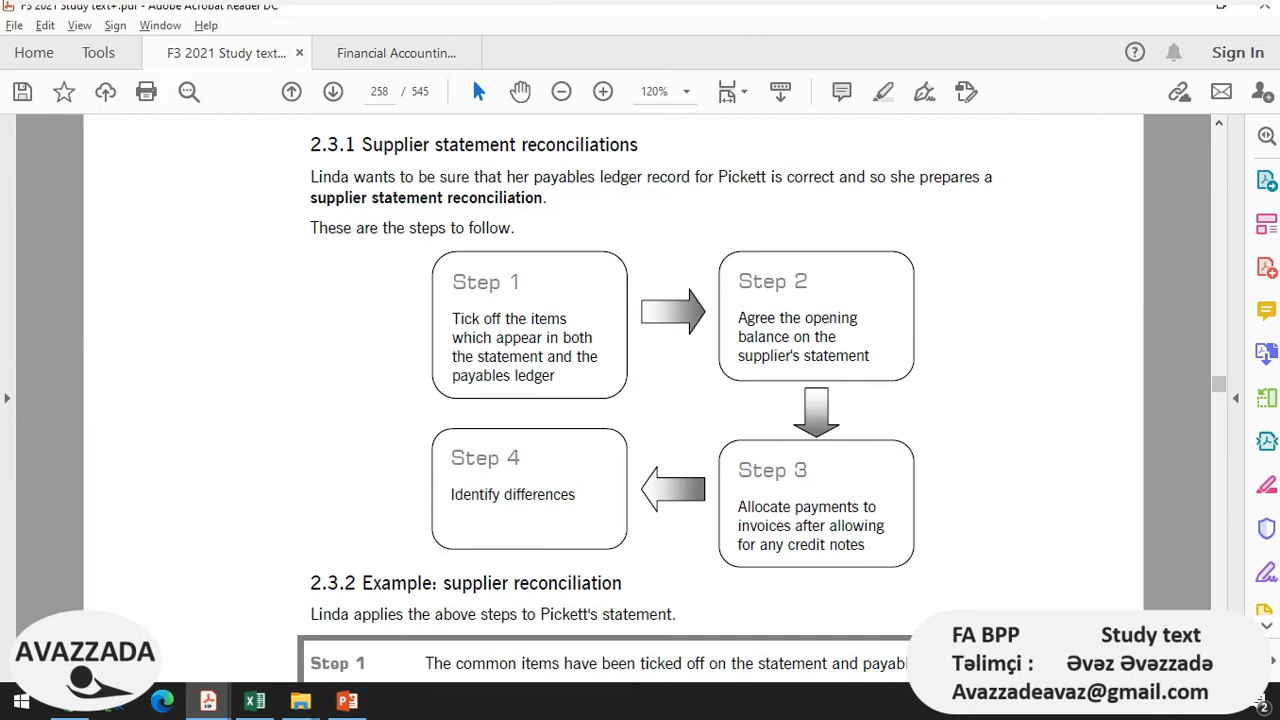 F3 2021 Study text+.pdf - Adobe Acrobat Reader DC
File Edit View Sign Window Help
Home Tools F3 2021 Study text... × Financial Accountin... Sign In
258 / 545 120%
2.3.1 Supplier statement reconciliations
Linda wants to be sure that her payables ledger record for Pickett is correct and so she prepares a
supplier statement reconciliation.
These are the steps to follow.
Step 1
Tick off the items
which appear in both
the statement and the
payables ledger
Step 2
Agree the opening
balance on the
supplier's statement
Step 3
Allocate payments to
invoices after allowing
for any credit notes
Step 4
Identify differences
2.3.2 Example: supplier reconciliation
Linda applies the above steps to Pickett's statement.
Step 1 The common items have been ticked off on the statement and payabl
AVAZZADA
FA BPP Study text
Təlimçi : Əvəz Əvəzzadə
Avazzadeavaz@gmail.com
2